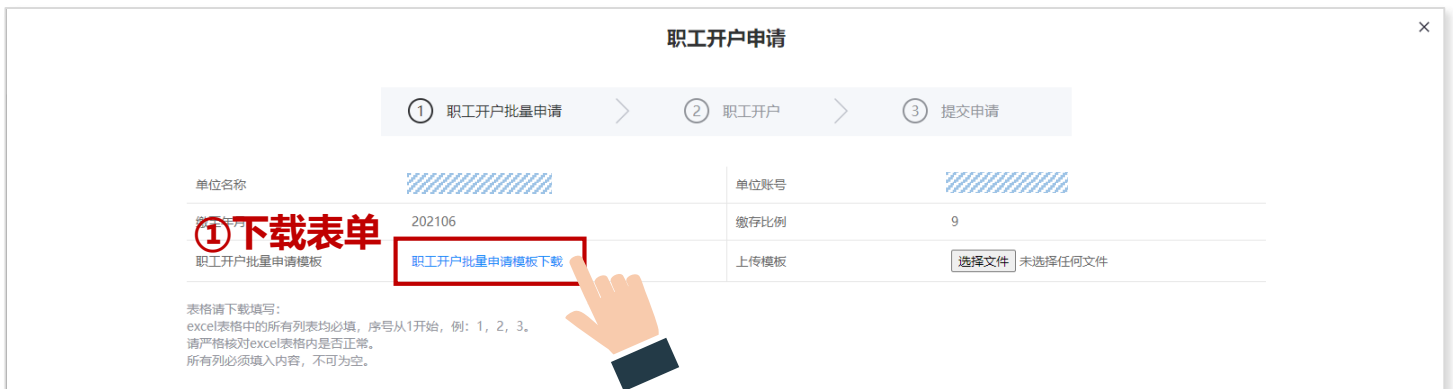 职工开户申请
×
1 职工开户批量申请 2 职工开户 3 提交申请
单位名称 单位账号
缴至年月 202106 缴存比例 9
①下载表单
职工开户批量申请模板 职工开户批量申请模板下载 上传模板 选择文件 未选择任何文件
表格请下载填写：
excel表格中的所有列表均必填，序号从1开始，例：1，2，3。
请严格核对excel表格内是否正常。
所有列必须填入内容，不可为空。